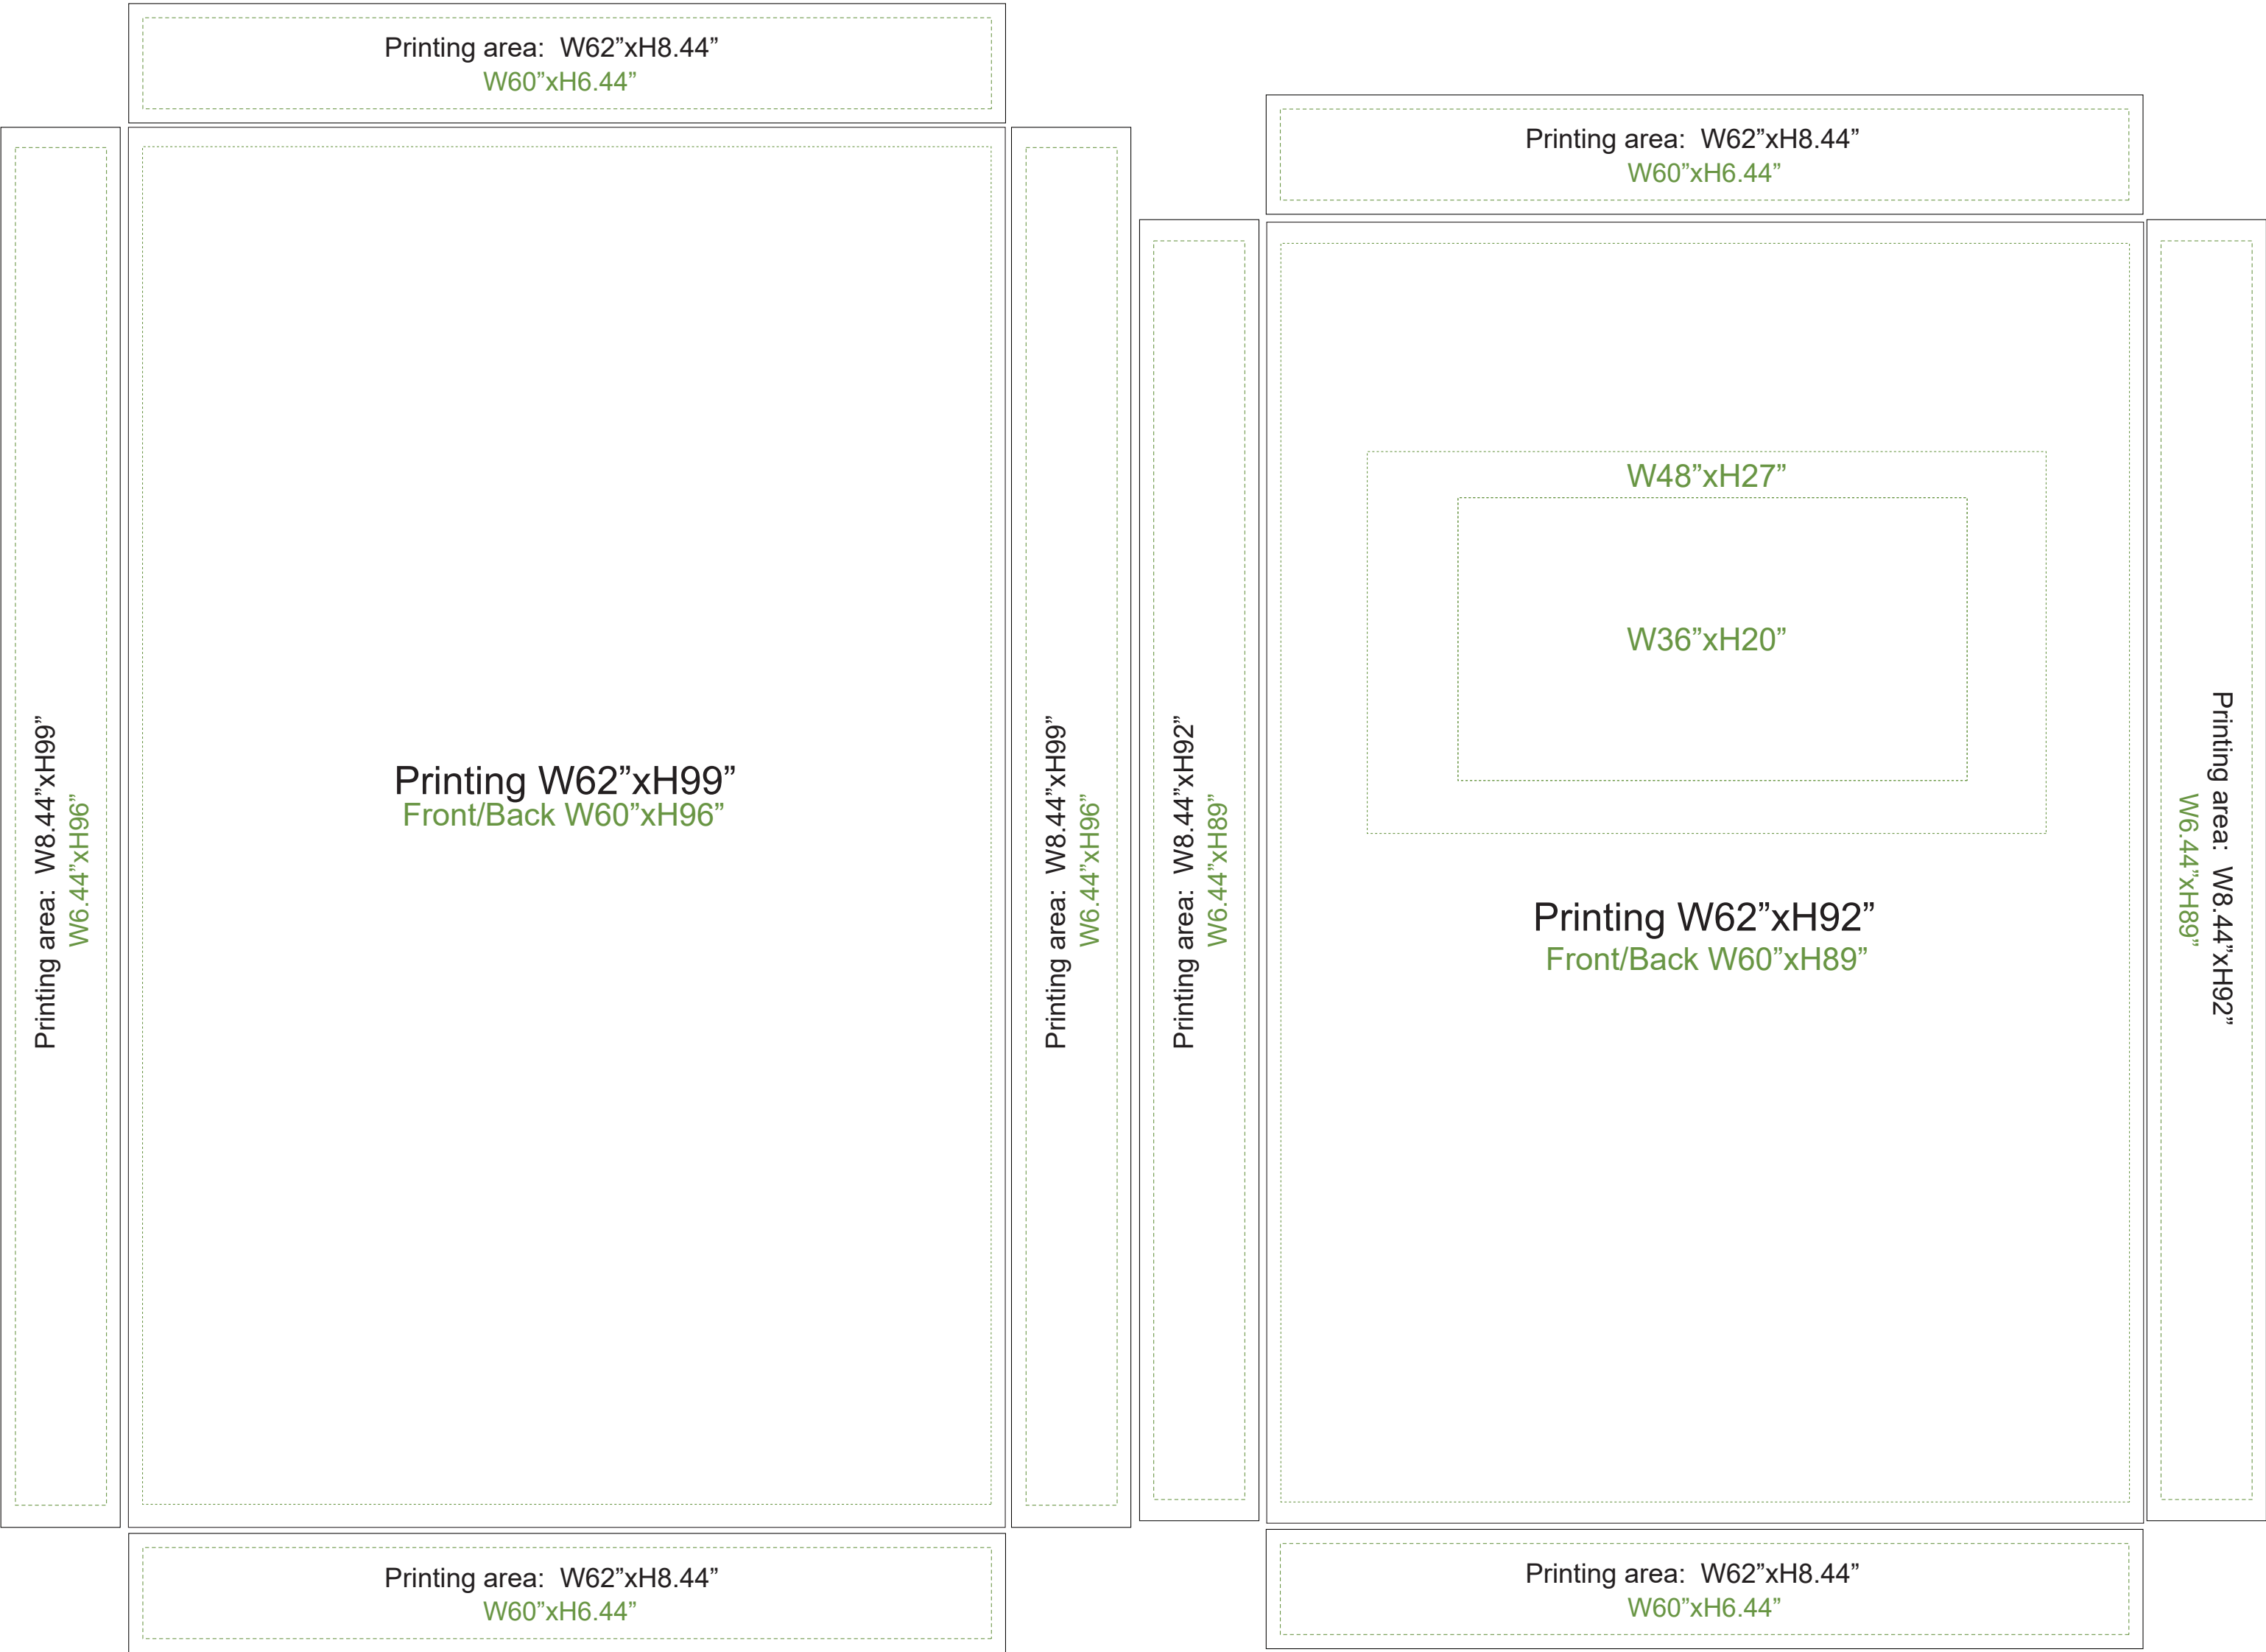 Printing area:  W62”xH8.44”
W60”xH6.44”
Printing area:  W8.44”xH99”
W6.44”xH96”
Printing W62”xH99”
Front/Back W60”xH96”
Printing area:  W8.44”xH99”
W6.44”xH96”
Printing area:  W62”xH8.44”
W60”xH6.44”
Printing area:  W62”xH8.44”
W60”xH6.44”
Printing area:  W8.44”xH92”
W6.44”xH89”
W48”xH27”
W36”xH20”
Printing W62”xH92”
Front/Back W60”xH89”
Printing area:  W8.44”xH92”
W6.44”xH89”
Printing area:  W62”xH8.44”
W60”xH6.44”